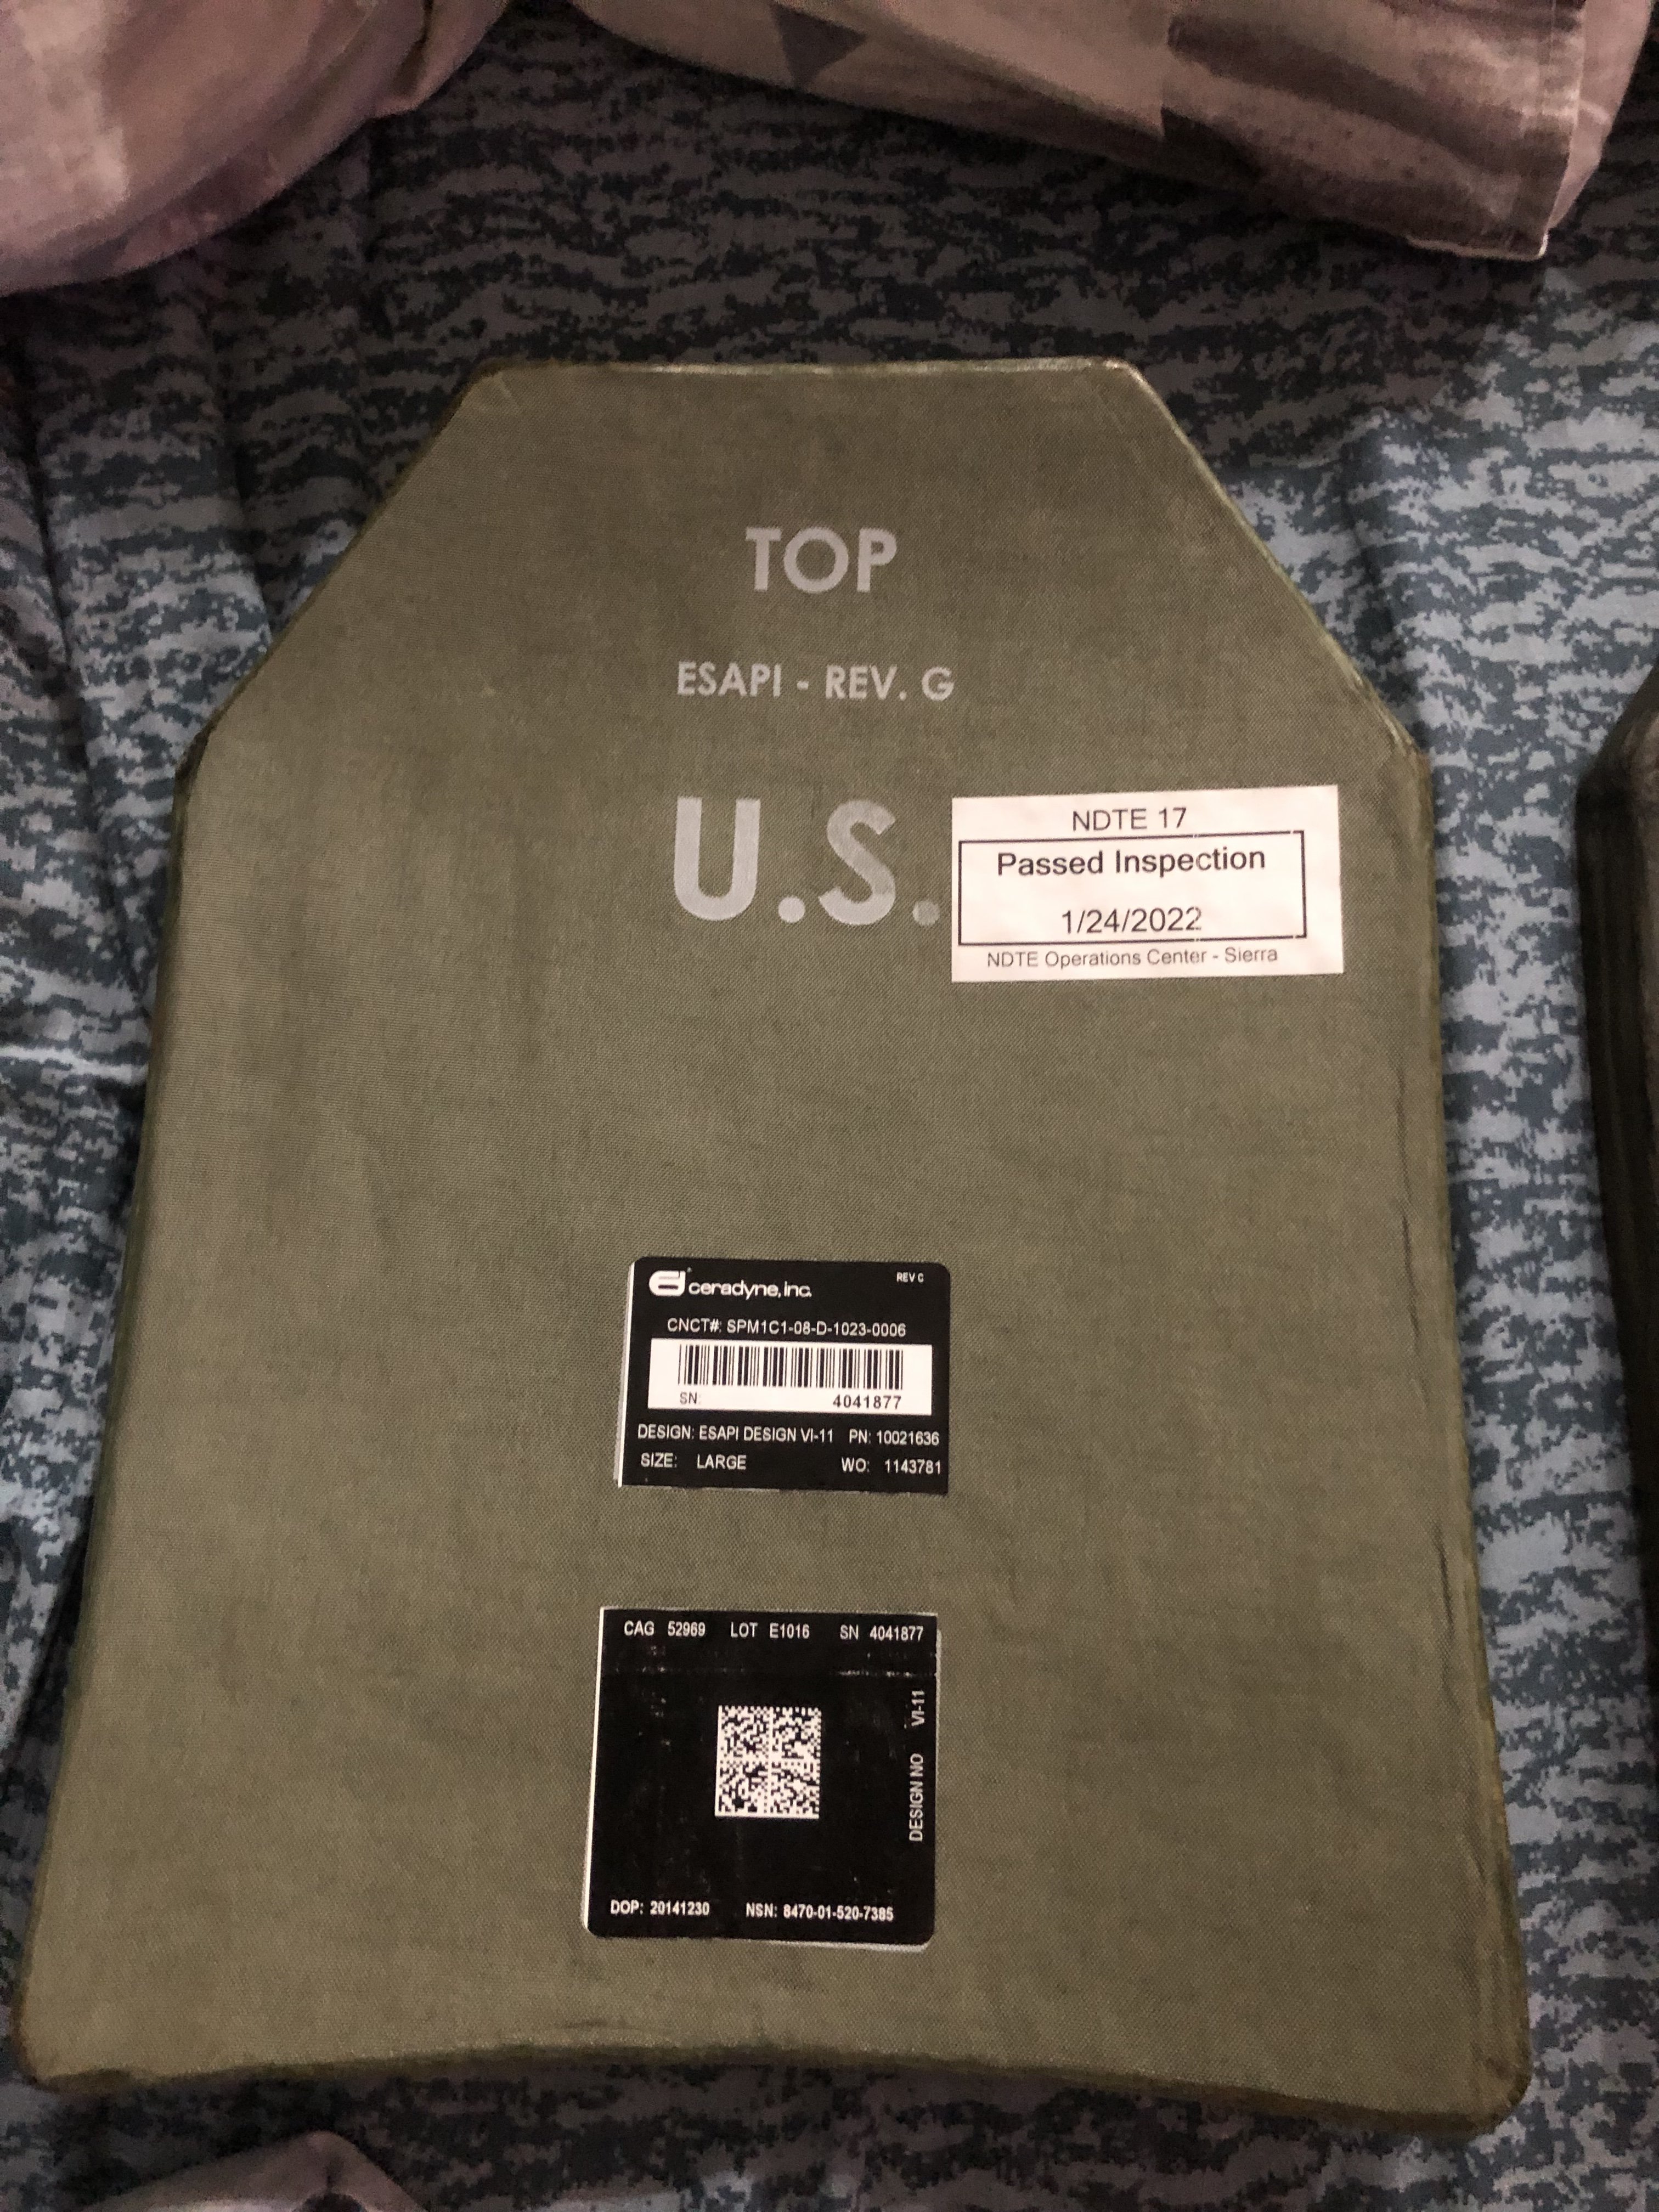 TOP
ESAPI - REV. G
U.S.
NDTE 17
Passed Inspection
1/24/2022
NDTE Operations Center - Sierra
ceradyne, inc. REV C
CNCT#: SPM1C1-08-D-1023-0006
SN: 4041877
DESIGN: ESAPI DESIGN VI-11 PN: 10021636
SIZE: LARGE WO: 1143781
CAG 52969 LOT E1016 SN 4041877
DESIGN NO VI-11
DOP: 20141230 NSN: 8470-01-520-7385